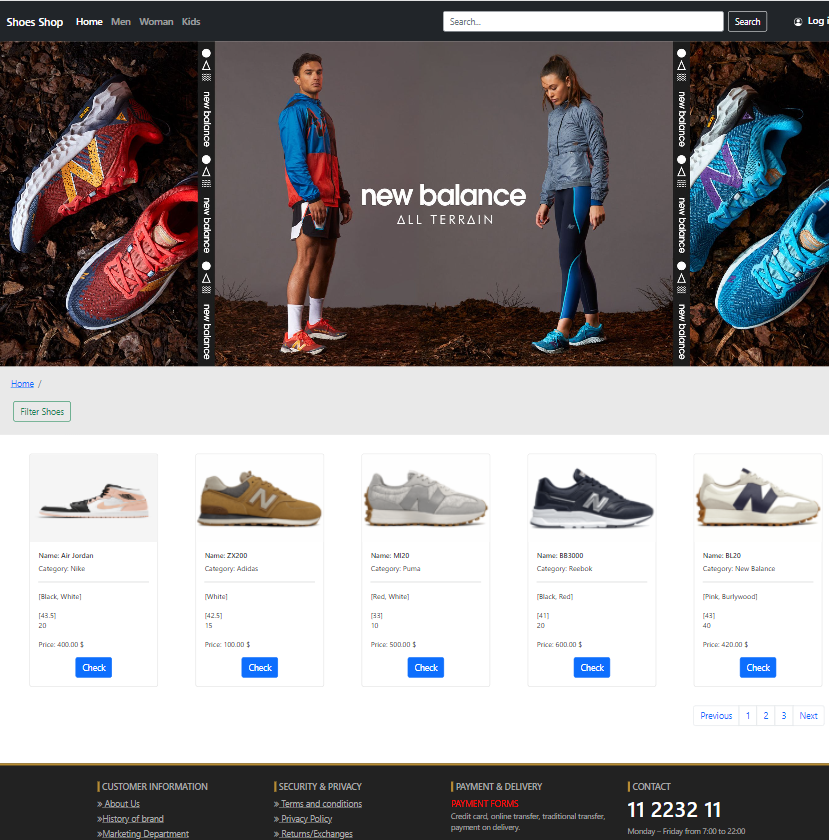 Shoes Shop Home Men Woman Kids Search... Search Log i
new balance
new balance
new balance
new balance
ALL TERRAIN
new balance
new balance
new balance
Home /
Filter Shoes
Name: Air Jordan
Category: Nike
[Black, White]
[43.5]
20
Price: 400.00 $
Check
Name: ZX200
Category: Adidas
[White]
[42.5]
15
Price: 100.00 $
Check
Name: Ml20
Category: Puma
[Red, White]
[33]
10
Price: 500.00 $
Check
Name: BB3000
Category: Reebok
[Black, Red]
[41]
20
Price: 600.00 $
Check
Name: BL20
Category: New Balance
[Pink, Burlywood]
[43]
40
Price: 420.00 $
Check
Previous 1 2 3 Next
CUSTOMER INFORMATION
» About Us
»History of brand
»Marketing Department
SECURITY & PRIVACY
» Terms and conditions
» Privacy Policy
» Returns/Exchanges
PAYMENT & DELIVERY
PAYMENT FORMS
Credit card, online transfer, traditional transfer,
payment on delivery.
CONTACT
11 2232 11
Monday – Friday from 7:00 to 22:00